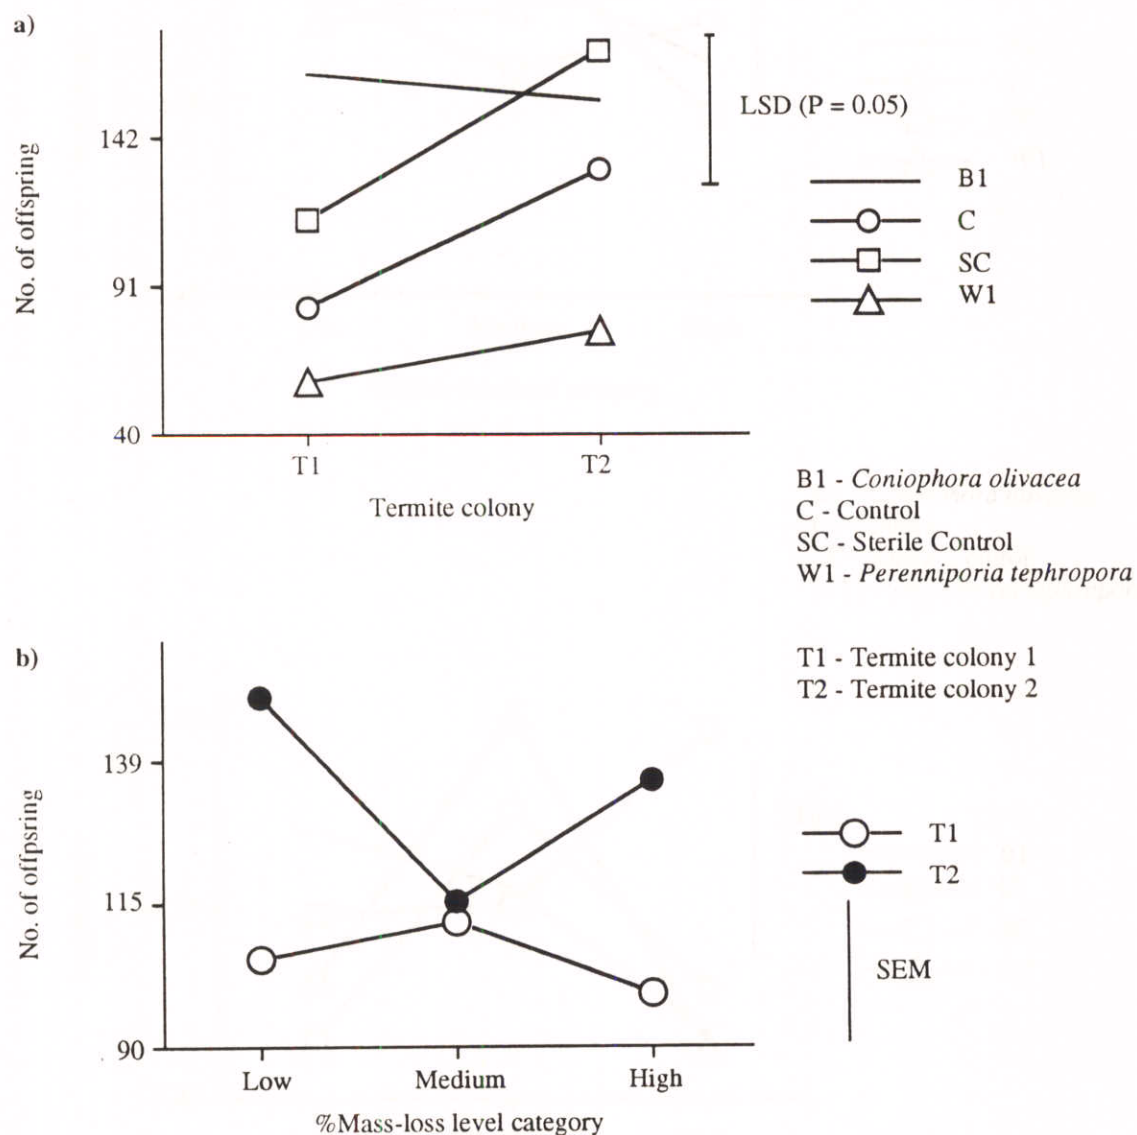 a)
No. of offspring
142
91
40
T1
T2
Termite colony
LSD (P = 0.05)
B1
C
SC
W1
B1 - Coniophora olivacea
C - Control
SC - Sterile Control
W1 - Perenniporia tephropora
T1 - Termite colony 1
T2 - Termite colony 2
b)
No. of offpsring
139
115
90
Low
Medium
High
%Mass-loss level category
T1
T2
SEM